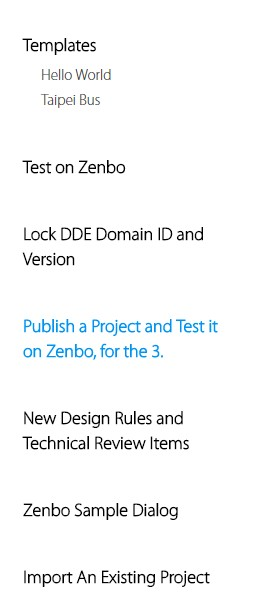 Templates
Hello World
Taipei Bus
Test on Zenbo
Lock DDE Domain ID and
Version
Publish a Project and Test it
on Zenbo, for the 3.
New Design Rules and
Technical Review Items
Zenbo Sample Dialog
Import An Existing Project